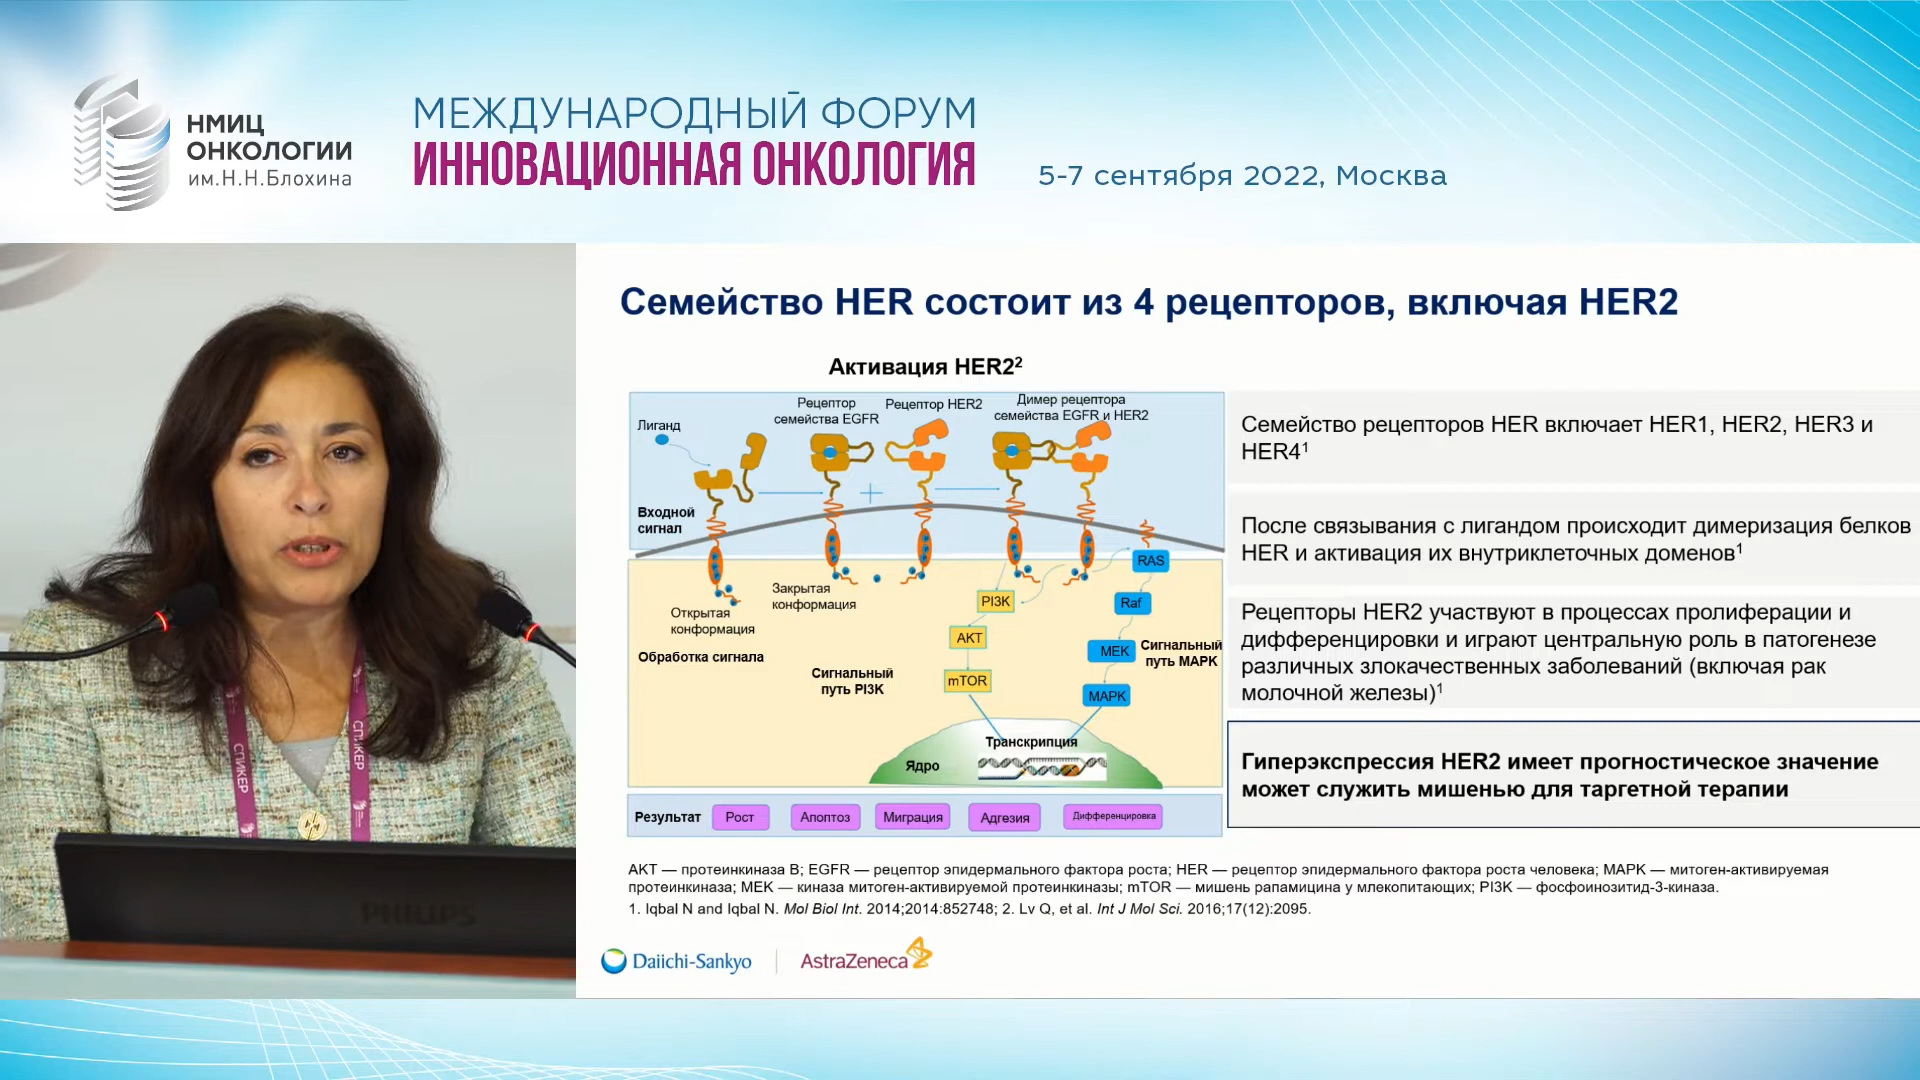 НМИЦ
ОНКОЛОГИИ
им.Н.Н.Блохина
МЕЖДУНАРОДНЫЙ ФОРУМ
ИННОВАЦИОННАЯ ОНКОЛОГИЯ
5-7 сентября 2022, Москва
СПИКЕР
СПИКЕР
PHILIPS
Семейство HER состоит из 4 рецепторов, включая HER2
Активация HER2²
Лиганд
Рецептор
семейства EGFR
Рецептор HER2
Димер рецептора
семейства EGFR и HER2
Входной
сигнал
Открытая
конформация
Закрытая
конформация
Обработка сигнала
Сигнальный
путь PI3K
PI3K
AKT
mTOR
RAS
Raf
MEK
MAPK
Сигнальный
путь MAPK
Транскрипция
Ядро
Результат
Рост
Апоптоз
Миграция
Адгезия
Дифференцировка
Семейство рецепторов HER включает HER1, HER2, HER3 и
HER4¹
После связывания с лигандом происходит димеризация белков
HER и активация их внутриклеточных доменов¹
Рецепторы HER2 участвуют в процессах пролиферации и
дифференцировки и играют центральную роль в патогенезе
различных злокачественных заболеваний (включая рак
молочной железы)¹
Гиперэкспрессия HER2 имеет прогностическое значение
может служить мишенью для таргетной терапии
AKT — протеинкиназа B; EGFR — рецептор эпидермального фактора роста; HER — рецептор эпидермального фактора роста человека; MAPK — митоген-активируемая
протеинкиназа; MEK — киназа митоген-активируемой протеинкиназы; mTOR — мишень рапамицина у млекопитающих; PI3K — фосфоинозитид-3-киназа.
1. Iqbal N and Iqbal N. Mol Biol Int. 2014;2014:852748; 2. Lv Q, et al. Int J Mol Sci. 2016;17(12):2095.
Daiichi-Sankyo
AstraZeneca